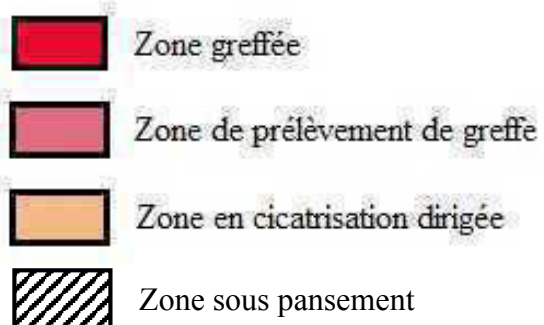 Zone greffée
Zone de prélèvement de greffe
Zone en cicatrisation dirigée
Zone sous pansement